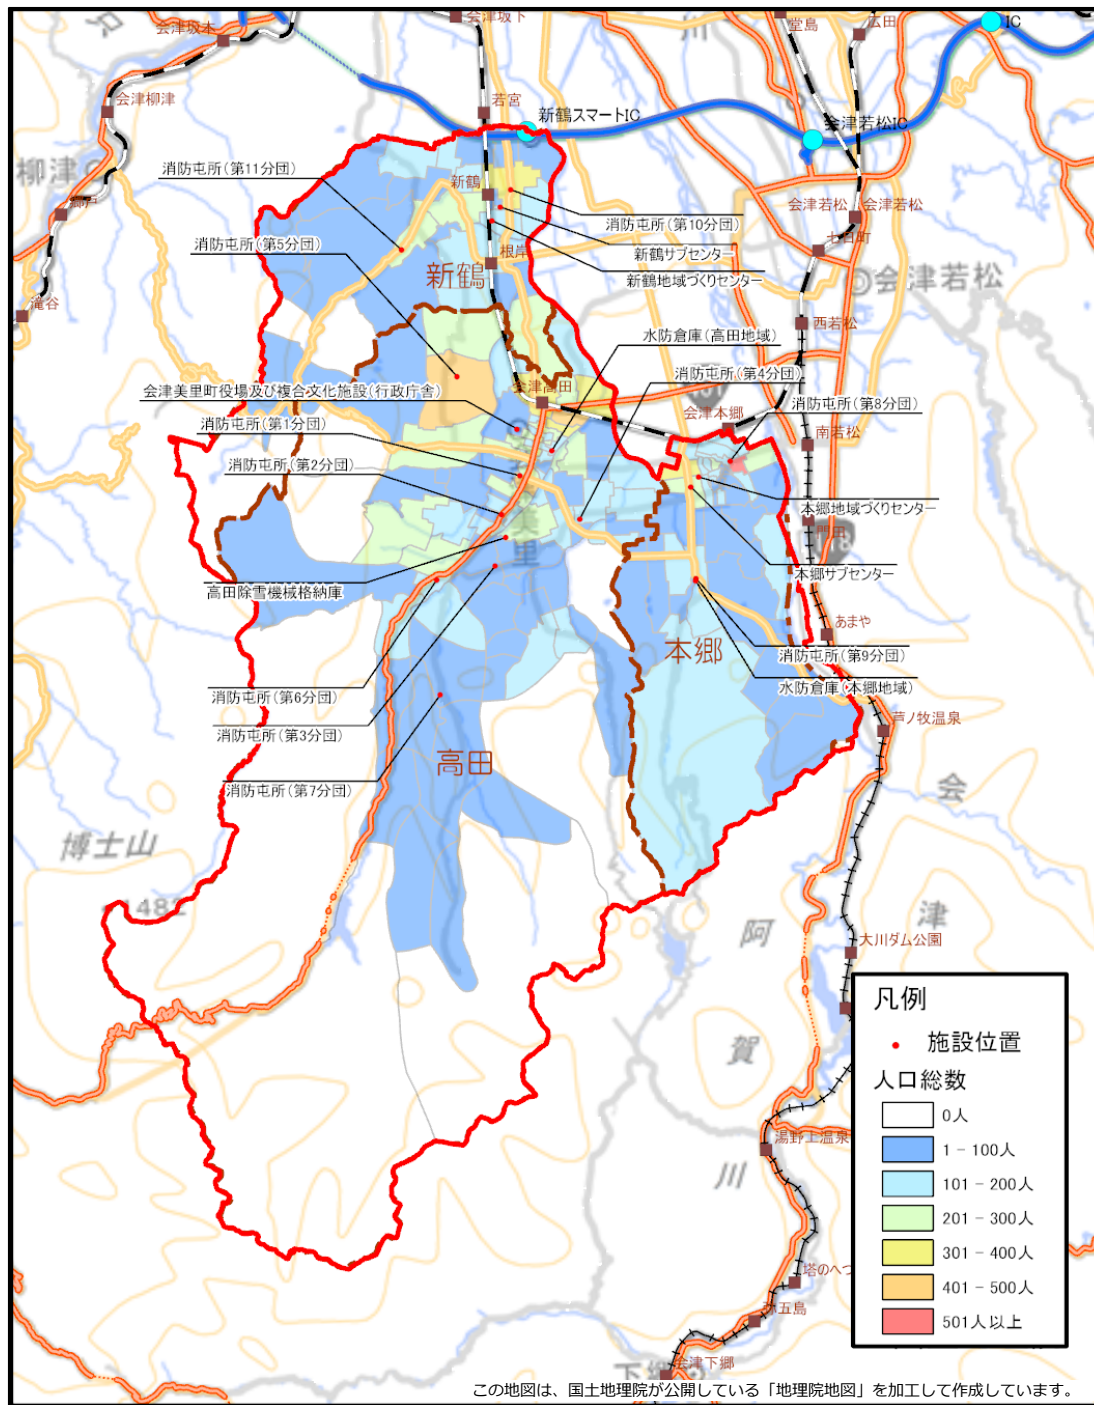 会津坂本
会津坂下
堂島
広田
IC
会津柳津
若宮
新鶴スマートIC
会津若松IC
柳津
消防屯所(第11分団)
新鶴
郷戸
消防屯所(第10分団)
会津若松
会津若松
消防屯所(第5分団)
新鶴サブセンター
七日町
根岸
新鶴
新鶴地域づくりセンター
会津若松
滝谷
西若松
水防倉庫(高田地域)
消防屯所(第4分団)
会津美里町役場及び複合文化施設(行政庁舎)
会津高田
消防屯所(第8分団)
会津本郷
消防屯所(第1分団)
南若松
消防屯所(第2分団)
本郷地域づくりセンター
門田
美里
本郷サブセンター
高田除雪機械格納庫
あまや
本郷
消防屯所(第9分団)
消防屯所(第6分団)
水防倉庫(本郷地域)
芦ノ牧温泉
消防屯所(第3分団)
高田
消防屯所(第7分団)
会
博士山
1482
津
阿
大川ダム公園
賀
川
湯野上温泉
塔のへつ
弥五島
会津下郷
下郷
凡例
施設位置
人口総数
0人
1 - 100人
101 - 200人
201 - 300人
301 - 400人
401 - 500人
501人以上
この地図は、国土地理院が公開している「地理院地図」を加工して作成しています。